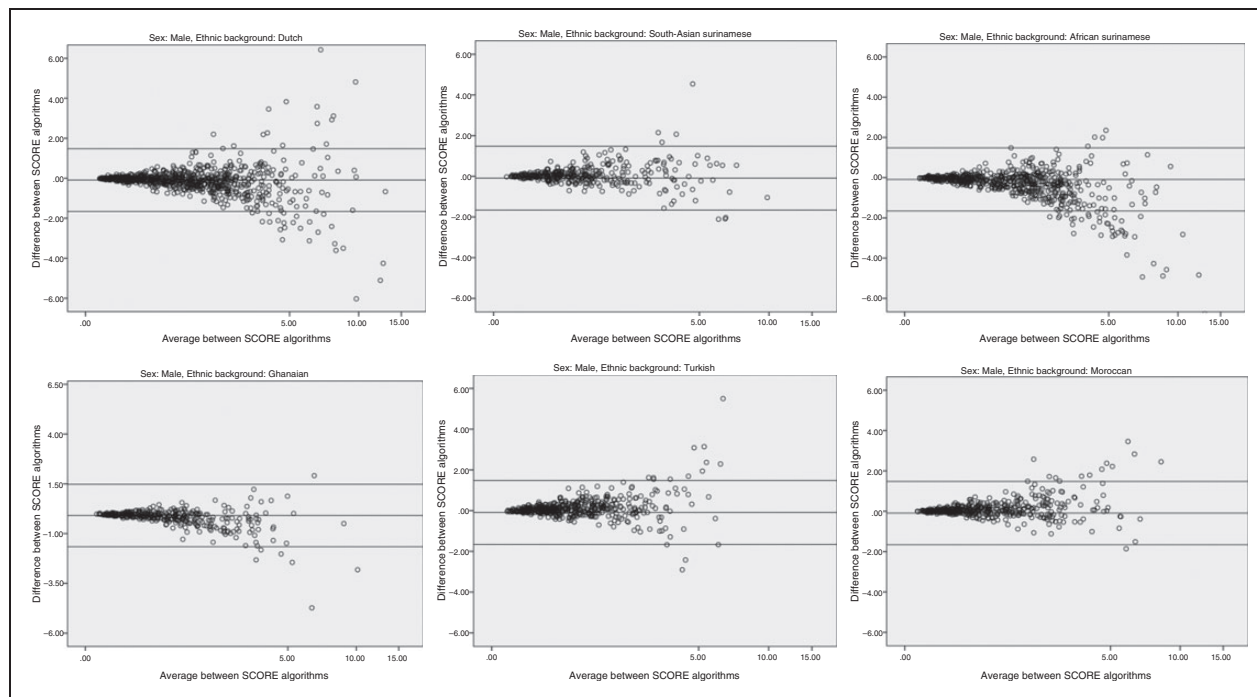 Sex: Male, Ethnic background: Dutch
Difference between SCORE algorithms
6.00
4.00
2.00
.00
−2.00
−4.00
−6.00
.00 5.00 10.00 15.00
Average between SCORE algorithms
Sex: Male, Ethnic background: South-Asian surinamese
Difference between SCORE algorithms
6.00
4.00
2.00
.00
−2.00
−4.00
−6.00
.00 5.00 10.00 15.00
Average between SCORE algorithms
Sex: Male, Ethnic background: African surinamese
Difference between SCORE algorithms
6.00
4.00
2.00
.00
−2.00
−4.00
−6.00
.00 5.00 10.00 15.00
Average between SCORE algorithms
Sex: Male, Ethnic background: Ghanaian
Difference between SCORE algorithms
6.50
4.00
1.50
−1.00
−3.50
−6.00
.00 5.00 10.00 15.00
Average between SCORE algorithms
Sex: Male, Ethnic background: Turkish
Difference between SCORE algorithms
6.00
4.00
2.00
.00
−2.00
−4.00
−6.00
.00 5.00 10.00 15.00
Average between SCORE algorithms
Sex: Male, Ethnic background: Moroccan
Difference between SCORE algorithms
6.00
4.00
2.00
.00
−2.00
−4.00
−6.00
.00 5.00 10.00 15.00
Average between SCORE algorithms